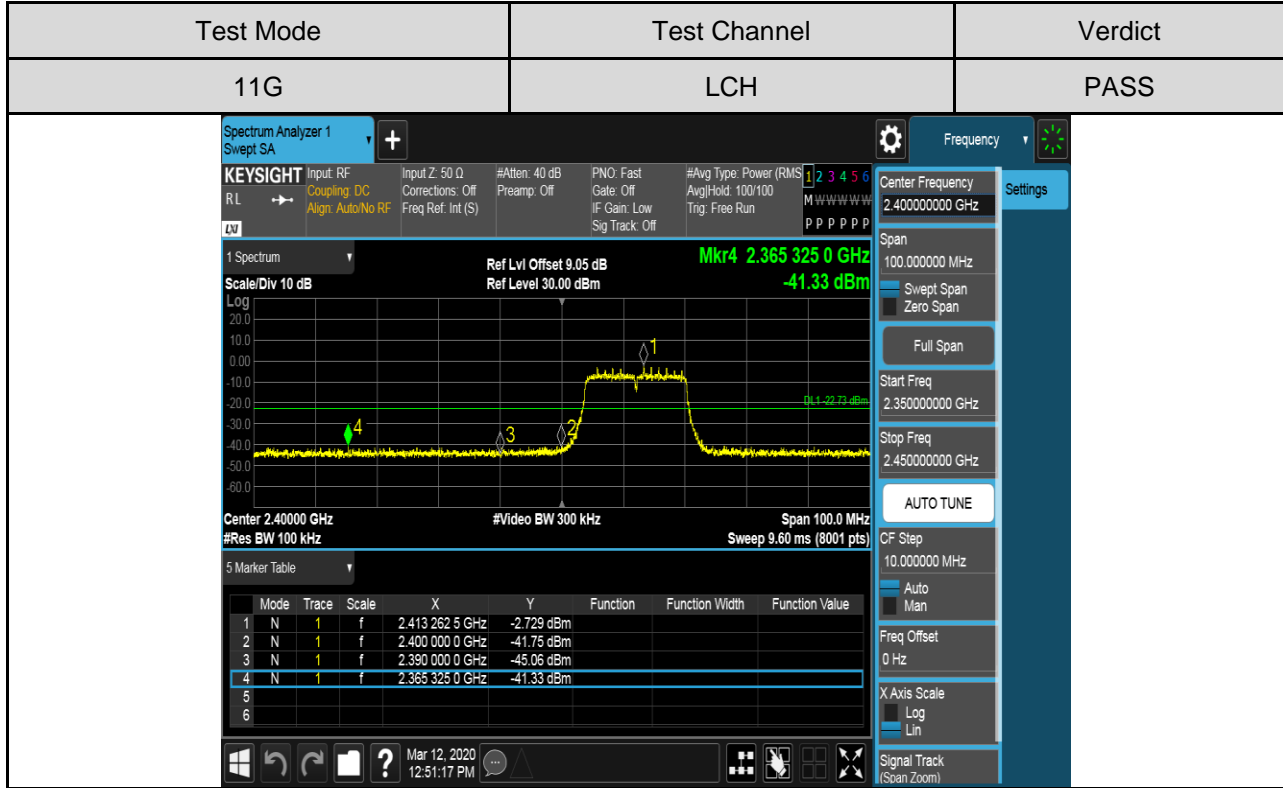 Test Mode Test Channel Verdict
11G LCH PASS
Spectrum Analyzer 1
Swept SA
+
Frequency
KEYSIGHT
RL
LXI
Input: RF
Coupling: DC
Align: Auto/No RF
Input Z: 50 Ω
Corrections: Off
Freq Ref: Int (S)
#Atten: 40 dB
Preamp: Off
PNO: Fast
Gate: Off
IF Gain: Low
Sig Track: Off
#Avg Type: Power (RMS
Avg|Hold: 100/100
Trig: Free Run
1 2 3 4 5 6
M W W W W W
P P P P P P
1 Spectrum
Scale/Div 10 dB
Ref Lvl Offset 9.05 dB
Ref Level 30.00 dBm
Mkr4 2.365 325 0 GHz
-41.33 dBm
Log
20.0
10.0
0.00
-10.0
-20.0
-30.0
-40.0
-50.0
-60.0
1
DL1 -22.73 dBm
4
3
2
Center 2.40000 GHz
#Video BW 300 kHz
Span 100.0 MHz
#Res BW 100 kHz
Sweep 9.60 ms (8001 pts)
5 Marker Table
Mode Trace Scale X Y Function Function Width Function Value
1 N 1 f 2.413 262 5 GHz -2.729 dBm
2 N 1 f 2.400 000 0 GHz -41.75 dBm
3 N 1 f 2.390 000 0 GHz -45.06 dBm
4 N 1 f 2.365 325 0 GHz -41.33 dBm
5
6
?
Mar 12, 2020
12:51:17 PM
Center Frequency
2.400000000 GHz
Settings
Span
100.000000 MHz
Swept Span
Zero Span
Full Span
Start Freq
2.350000000 GHz
Stop Freq
2.450000000 GHz
AUTO TUNE
CF Step
10.000000 MHz
Auto
Man
Freq Offset
0 Hz
X Axis Scale
Log
Lin
Signal Track
(Span Zoom)